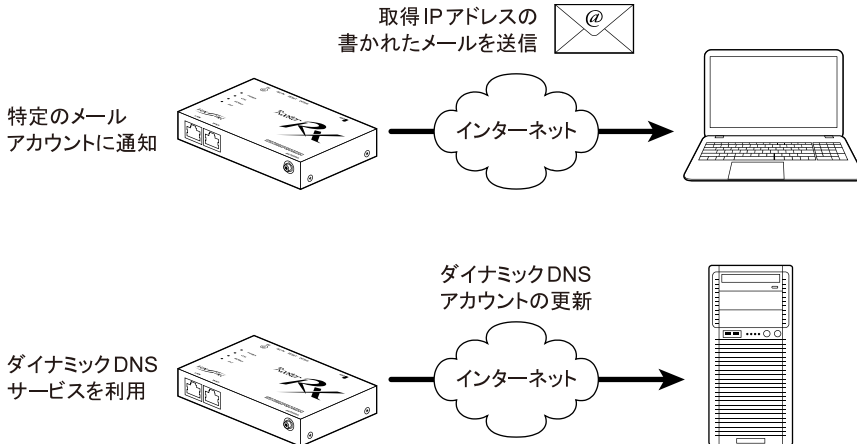 取得IPアドレスの
書かれたメールを送信
@
特定のメール
アカウントに通知
Rooster
RX
インターネット
ダイナミックDNS
アカウントの更新
ダイナミックDNS
サービスを利用
Rooster
RX
インターネット